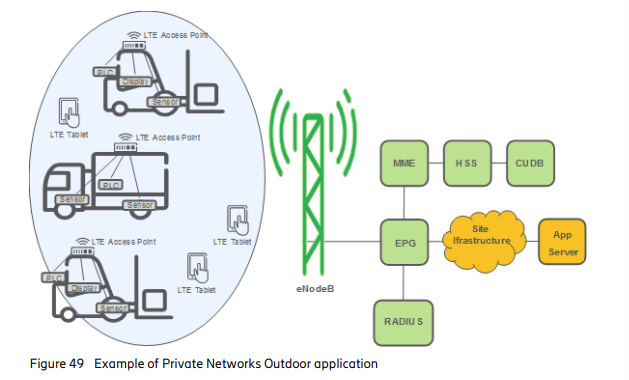 LTE Access Point
PLC
Display
Sensor
LTE Tablet
LTE Access Point
PLC
Sensor
Sensor
LTE Access Point
LTE Tablet
PLC
Display
Sensor
LTE Tablet
eNodeB
MME
HSS
CUDB
EPG
Site
Ifrastructure
App
Server
RADIUS
Figure 49 Example of Private Networks Outdoor application